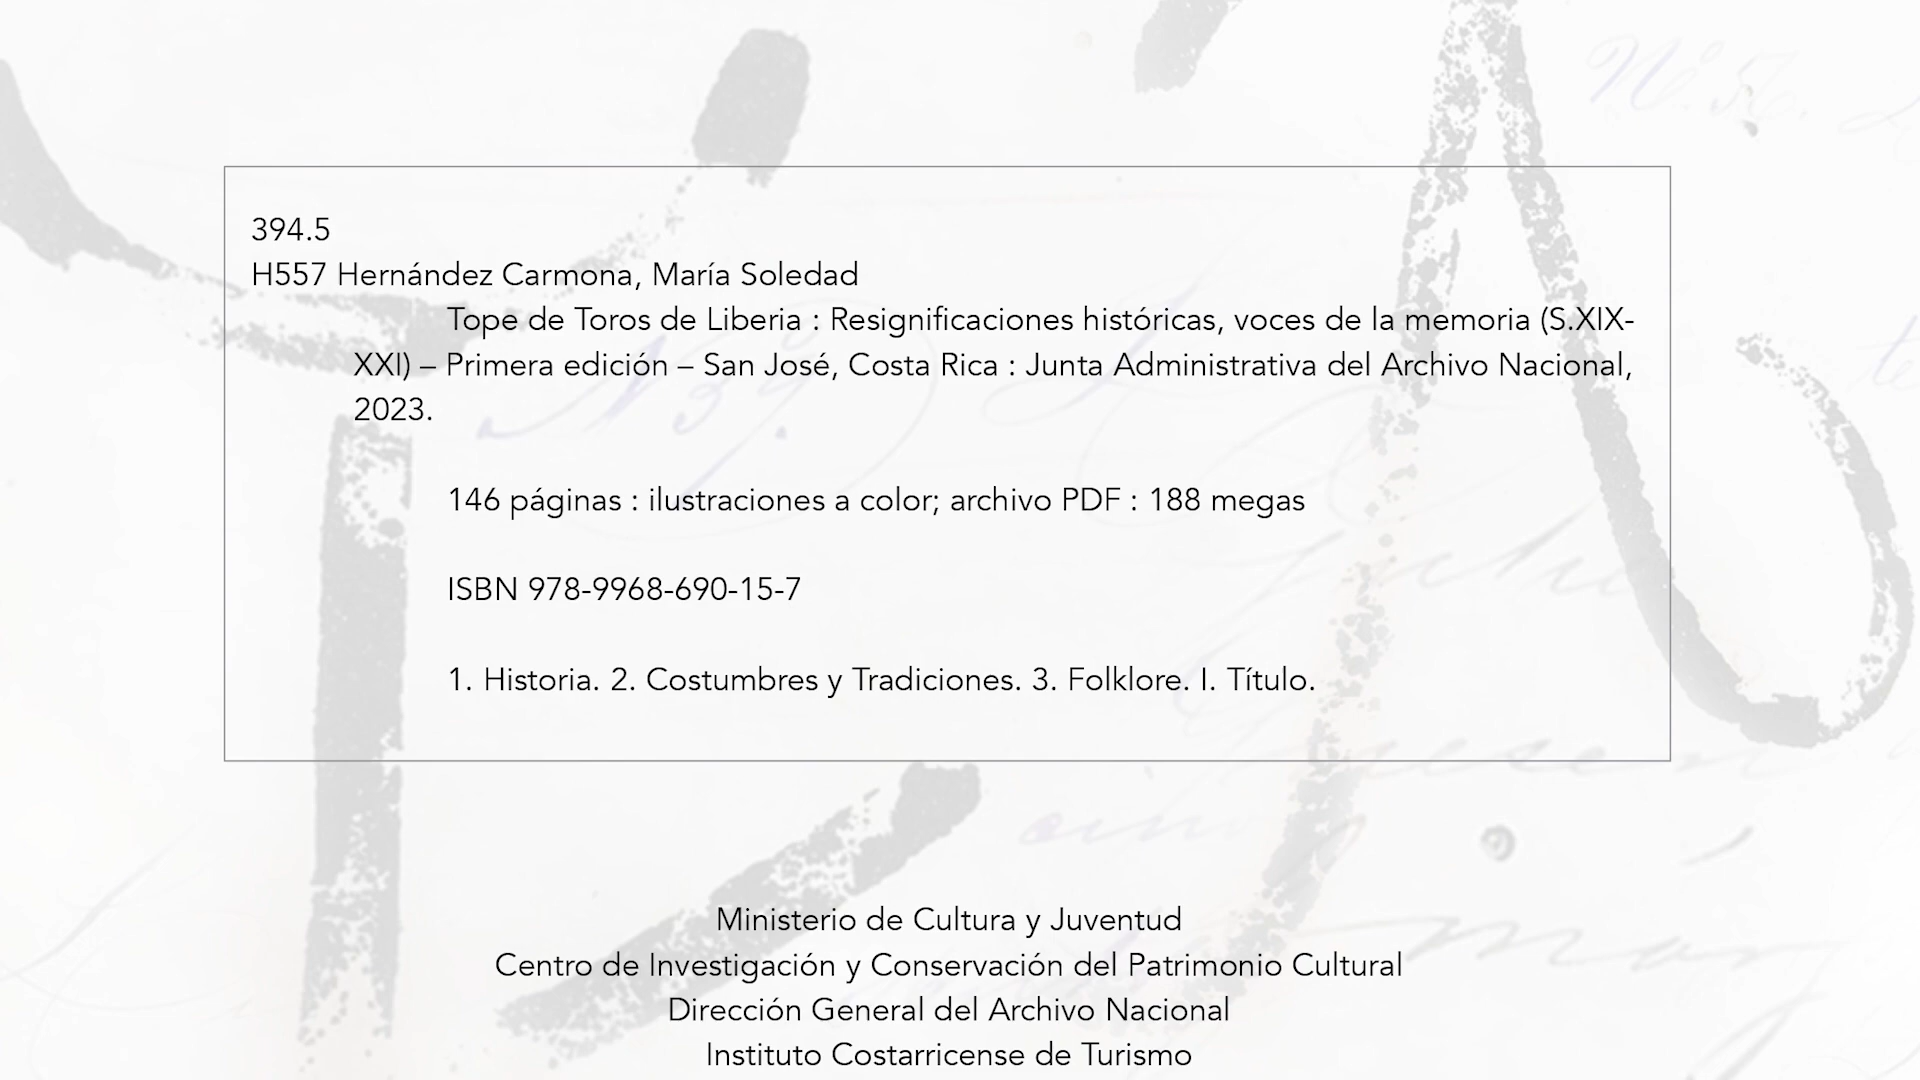 394.5
H557 Hernández Carmona, María Soledad
Tope de Toros de Liberia : Resignificaciones históricas, voces de la memoria (S.XIX-
XXI) – Primera edición – San José, Costa Rica : Junta Administrativa del Archivo Nacional,
2023.
146 páginas : ilustraciones a color; archivo PDF : 188 megas
ISBN 978-9968-690-15-7
1. Historia. 2. Costumbres y Tradiciones. 3. Folklore. I. Título.
Ministerio de Cultura y Juventud
Centro de Investigación y Conservación del Patrimonio Cultural
Dirección General del Archivo Nacional
Instituto Costarricense de Turismo